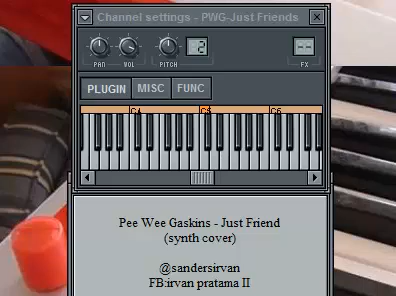 Channel settings - PWG-Just Friends
PAN VOL PITCH 2 FX
PLUGIN MISC FUNC
C4 C5 C6
Pee Wee Gaskins - Just Friend
(synth cover)
@sandersirvan
FB:irvan pratama II